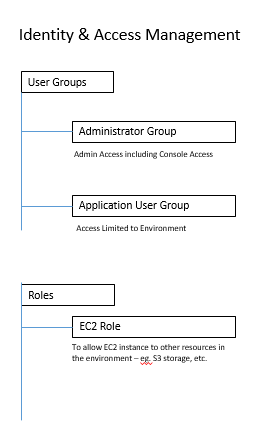 Identity & Access Management
User Groups
Administrator Group
Admin Access including Console Access
Application User Group
Access Limited to Environment
Roles
EC2 Role
To allow EC2 instance to other resources in
the environment – eg. S3 storage, etc.